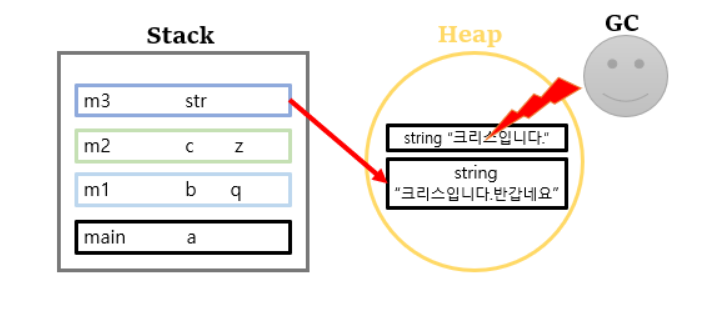 Stack
Heap
GC
m3 str
m2 c z
m1 b q
main a
string "크리스입니다."
string
"크리스입니다.반갑네요"